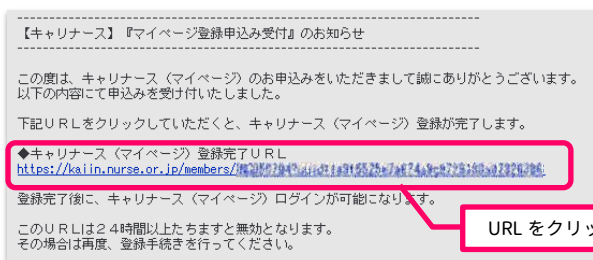 --------------------------------------------------------------------
【キャリナース】『マイページ登録申込み受付』のお知らせ
--------------------------------------------------------------------
この度は、キャリナース（マイページ）のお申込みをいただきまして誠にありがとうございます。
以下の内容にて申込みを受け付いたしました。
下記ＵＲＬをクリックしていただくと、キャリナース（マイページ）登録が完了します。
◆キャリナース（マイページ）登録完了ＵＲＬ
https://kaiin.nurse.or.jp/members/
登録完了後に、キャリナース（マイページ）ログインが可能になります。
このＵＲＬは２４時間以上たちますと無効となります。
その場合は再度、登録手続きを行ってください。
URL をクリッ